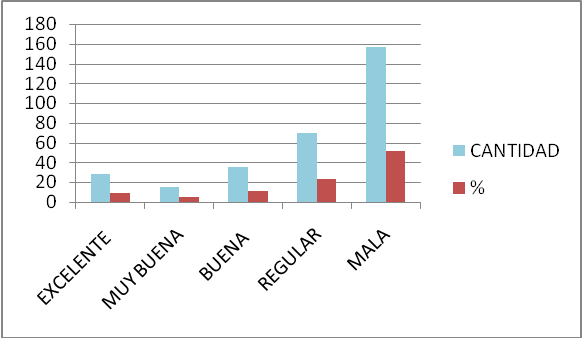 180
160
140
120
100
80
60
40
20
0
EXCELENTE
MUY BUENA
BUENA
REGULAR
MALA
CANTIDAD
%